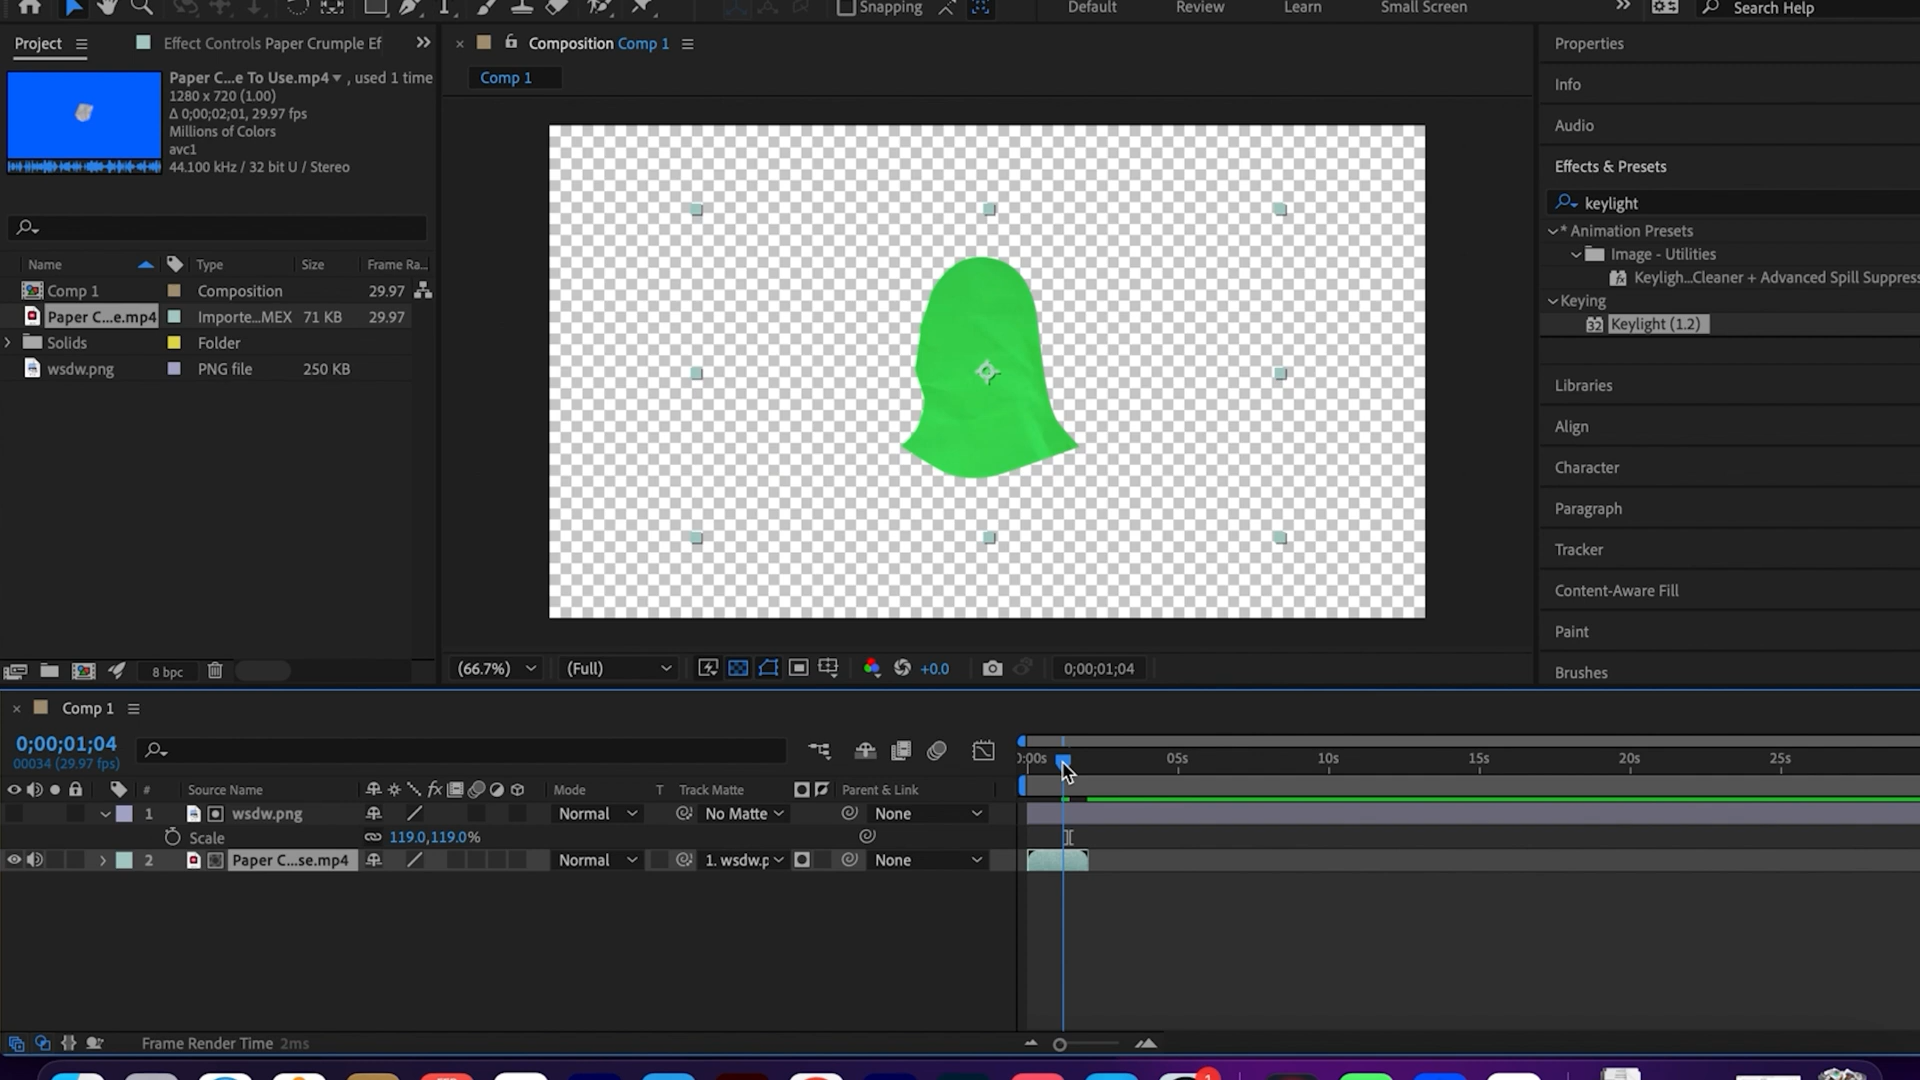 Snapping
Default
Review
Learn
Small Screen
Search Help
Project
Effect Controls Paper Crumple Ef
Composition Comp 1
Comp 1
Paper C...e To Use.mp4 , used 1 time
1280 x 720 (1.00)
Δ 0;00;02;01, 29.97 fps
Millions of Colors
avc1
44.100 kHz / 32 bit U / Stereo
Name Type Size Frame Ra...
Comp 1 Composition 29.97
Paper C...e.mp4 Importe...MEX 71 KB 29.97
Solids Folder
wsdw.png PNG file 250 KB
8 bpc
(66.7%) (Full) +0.0 0;00;01;04
Properties
Info
Audio
Effects & Presets
keylight
* Animation Presets
Image - Utilities
Keyligh...Cleaner + Advanced Spill Suppress
Keying
32 Keylight (1.2)
Libraries
Align
Character
Paragraph
Tracker
Content-Aware Fill
Paint
Brushes
Comp 1
0;00;01;04
00034 (29.97 fps)
0:00s 05s 10s 15s 20s 25s
# Source Name fx Mode T Track Matte Parent & Link
1 wsdw.png Normal No Matte None
Scale 119.0,119.0%
2 Paper C...se.mp4 Normal 1. wsdw.p None
Frame Render Time 2ms
1